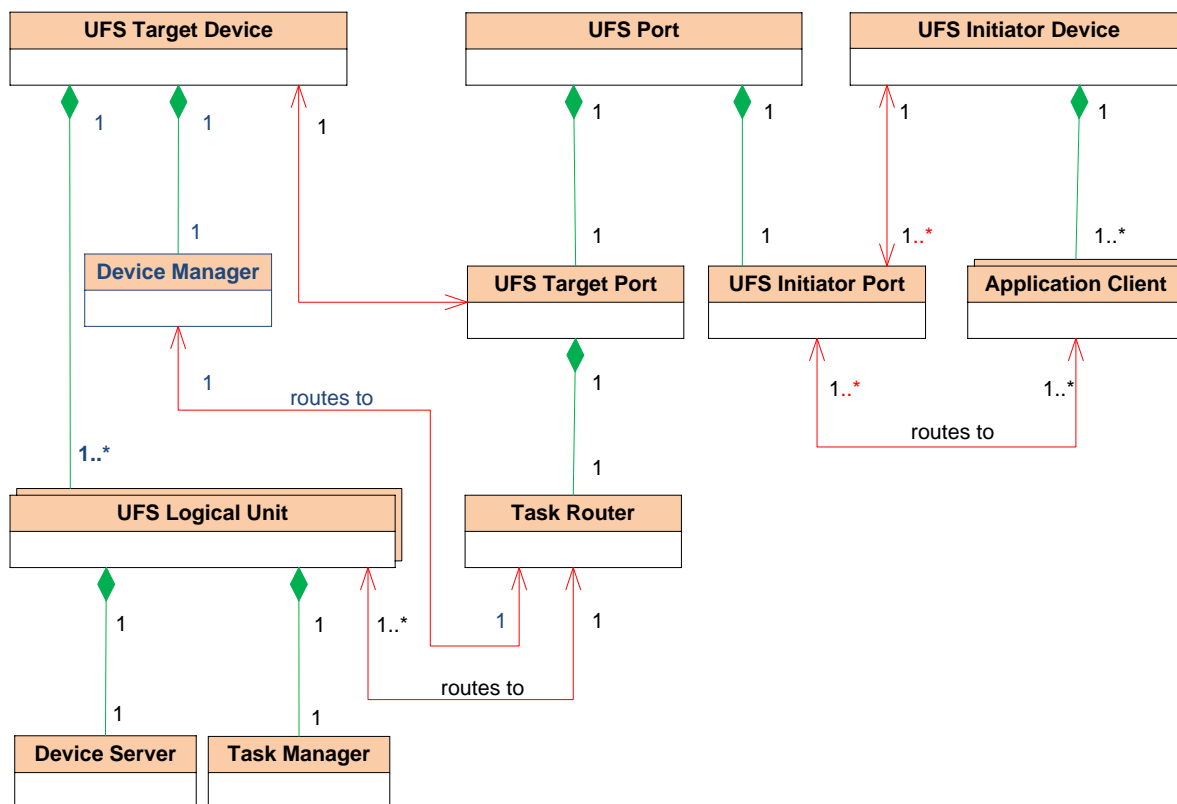 UFS Target Device
UFS Port
UFS Initiator Device
1
1
1
1
1
1
1
1
1
1
1..*
1..*
Device Manager
UFS Target Port
UFS Initiator Port
Application Client
1
routes to
1
1..*
1..*
routes to
1..*
1
UFS Logical Unit
Task Router
1
1
1..*
1
1
routes to
1
1
Device Server
Task Manager